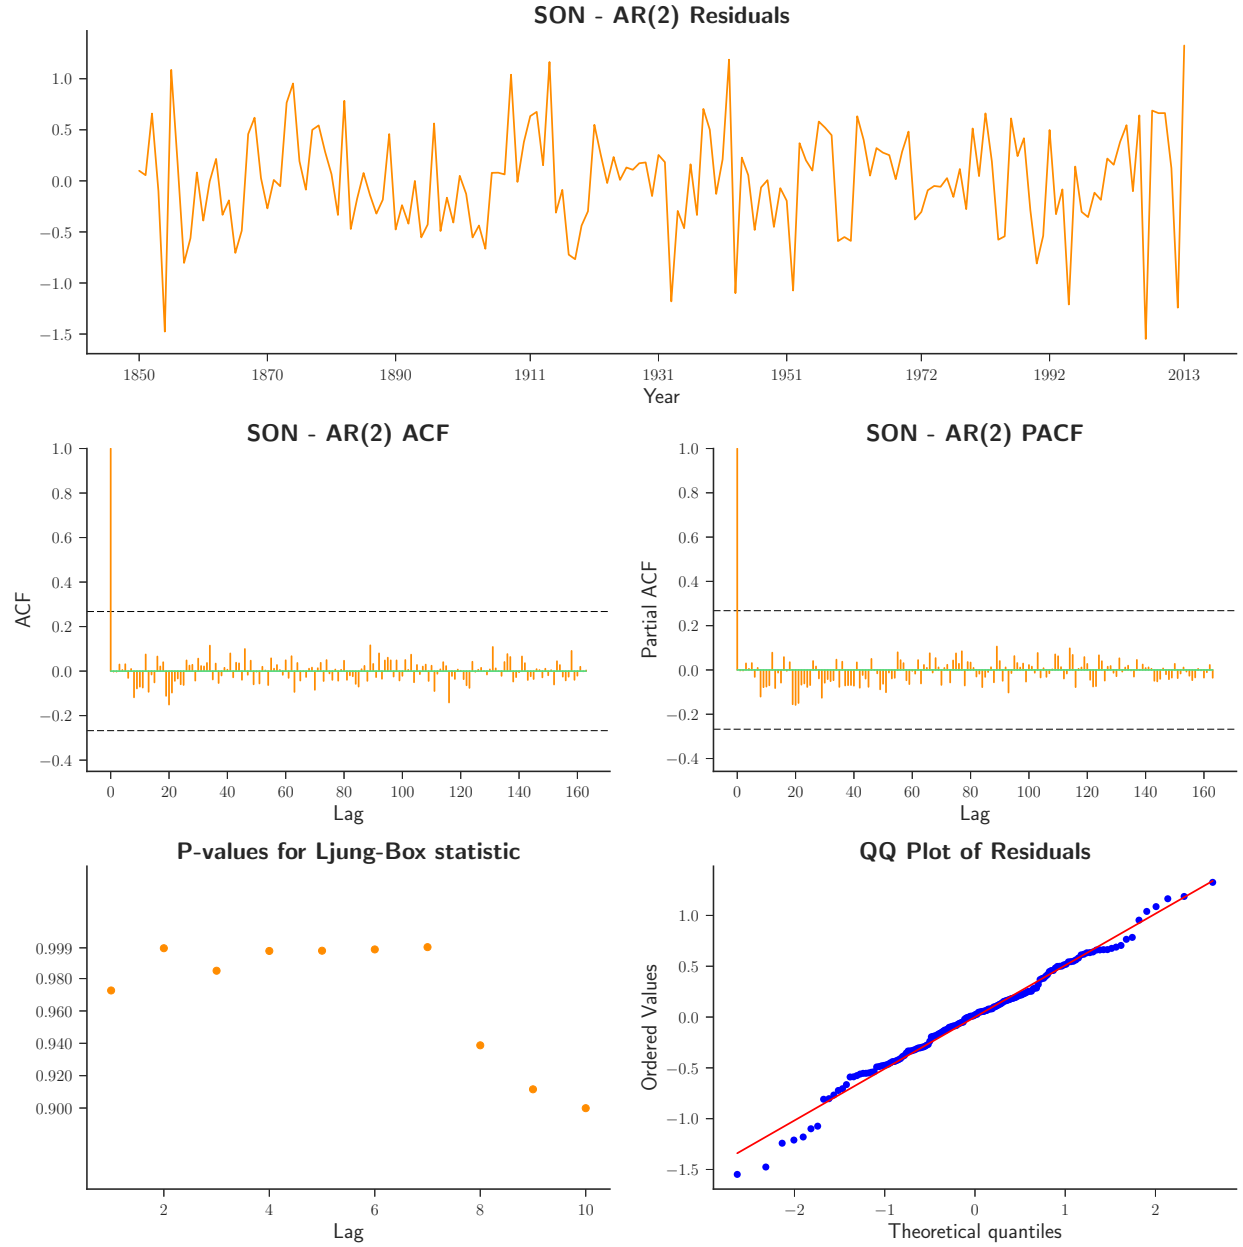 SON - AR(2) Residuals
1.0
0.5
0.0
−0.5
−1.0
−1.5
1850 1870 1890 1911 1931 1951 1972 1992 2013
Year
SON - AR(2) ACF
ACF
1.0
0.8
0.6
0.4
0.2
0.0
−0.2
−0.4
0 20 40 60 80 100 120 140 160
Lag
SON - AR(2) PACF
Partial ACF
1.0
0.8
0.6
0.4
0.2
0.0
−0.2
−0.4
0 20 40 60 80 100 120 140 160
Lag
P-values for Ljung-Box statistic
0.999
0.980
0.960
0.940
0.920
0.900
2 4 6 8 10
Lag
QQ Plot of Residuals
Ordered Values
1.0
0.5
0.0
−0.5
−1.0
−1.5
−2 −1 0 1 2
Theoretical quantiles